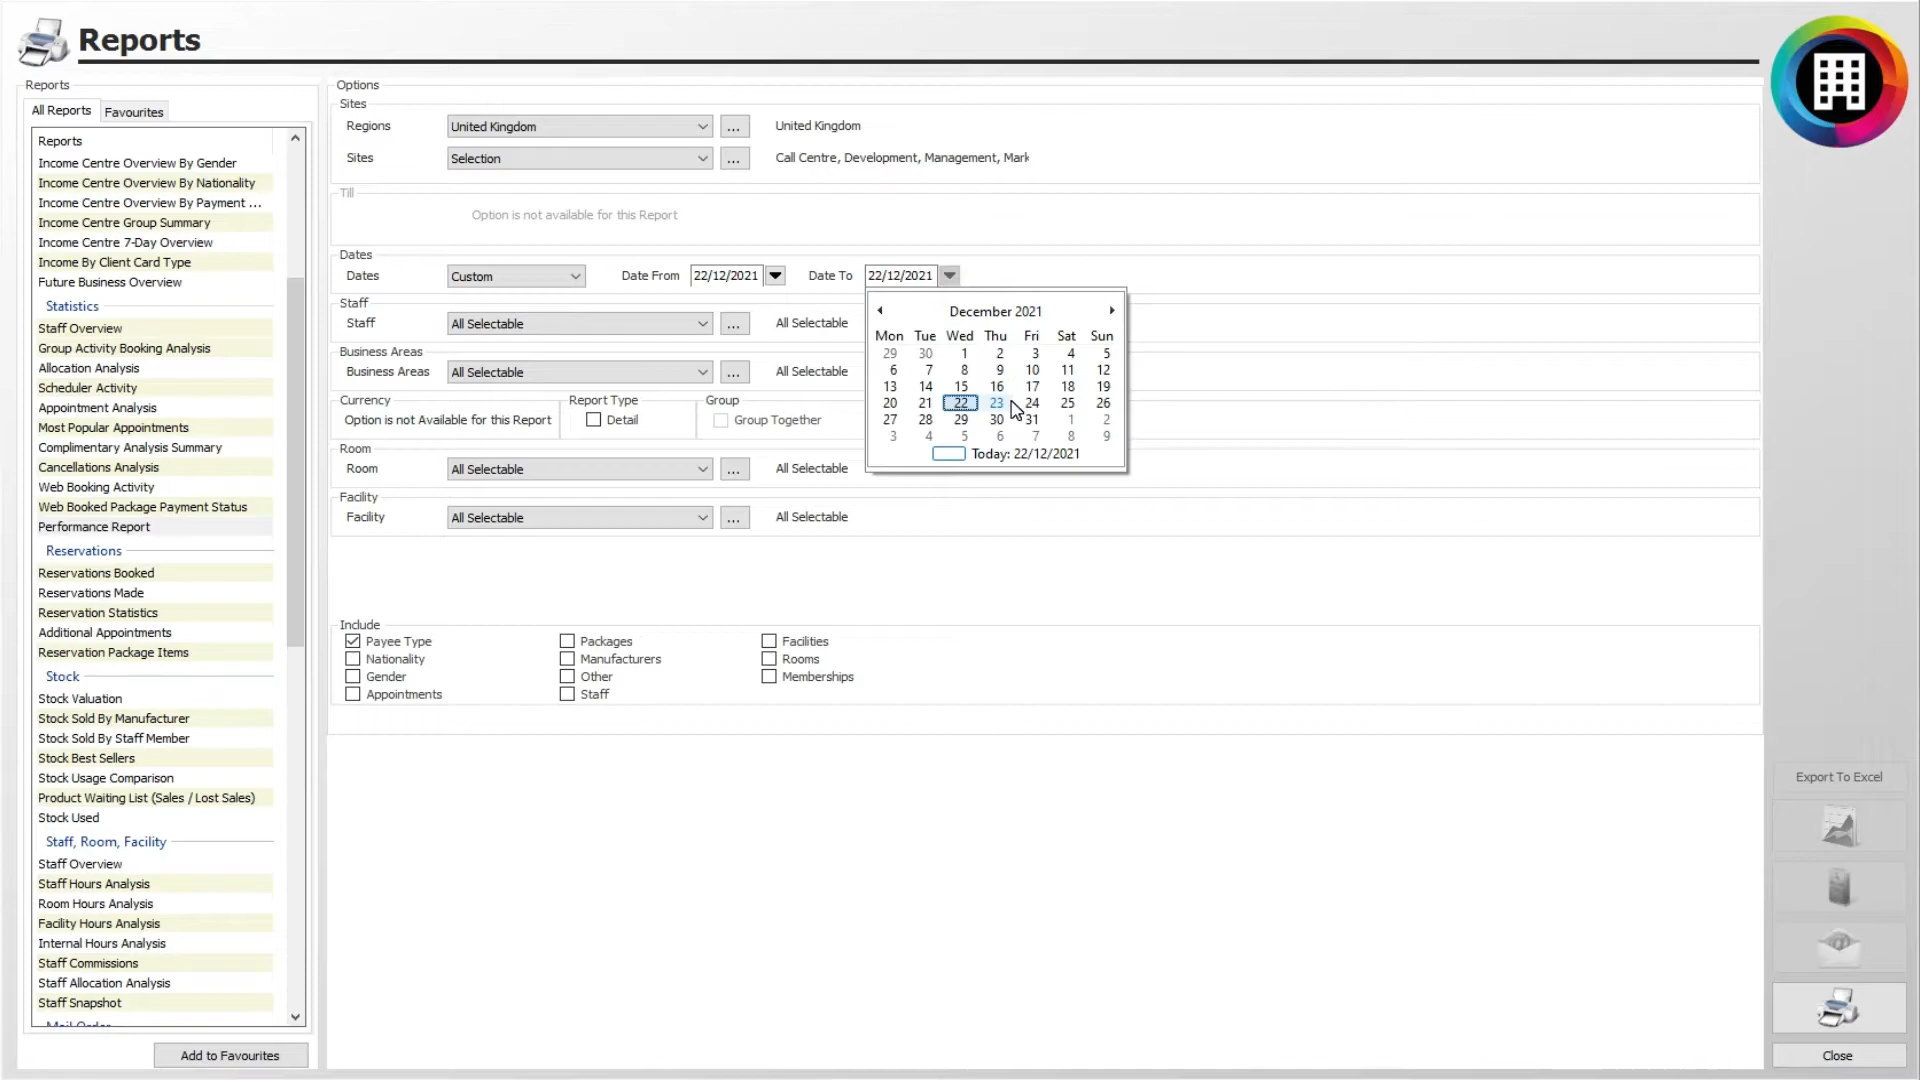 Reports
Reports
All Reports
Favourites
Reports
Income Centre Overview By Gender
Income Centre Overview By Nationality
Income Centre Overview By Payment ...
Income Centre Group Summary
Income Centre 7-Day Overview
Income By Client Card Type
Future Business Overview
Statistics
Staff Overview
Group Activity Booking Analysis
Allocation Analysis
Scheduler Activity
Appointment Analysis
Most Popular Appointments
Complimentary Analysis Summary
Cancellations Analysis
Web Booking Activity
Web Booked Package Payment Status
Performance Report
Reservations
Reservations Booked
Reservations Made
Reservation Statistics
Additional Appointments
Reservation Package Items
Stock
Stock Valuation
Stock Sold By Manufacturer
Stock Sold By Staff Member
Stock Best Sellers
Stock Usage Comparison
Product Waiting List (Sales / Lost Sales)
Stock Used
Staff, Room, Facility
Staff Overview
Staff Hours Analysis
Room Hours Analysis
Facility Hours Analysis
Internal Hours Analysis
Staff Commissions
Staff Allocation Analysis
Staff Snapshot
Mail Order
Add to Favourites
Options
Sites
Regions United Kingdom ... United Kingdom
Sites Selection ... Call Centre, Development, Management, Mark
Till
Option is not available for this Report
Dates
Dates Custom Date From 22/12/2021 Date To 22/12/2021
Staff
Staff All Selectable ... All Selectable
Business Areas
Business Areas All Selectable ... All Selectable
Currency Report Type Group
Option is not Available for this Report Detail Group Together
Room
Room All Selectable ... All Selectable
Facility
Facility All Selectable ... All Selectable
December 2021
Mon Tue Wed Thu Fri Sat Sun
29 30 1 2 3 4 5
6 7 8 9 10 11 12
13 14 15 16 17 18 19
20 21 22 23 24 25 26
27 28 29 30 31 1 2
3 4 5 6 7 8 9
Today: 22/12/2021
Include
Payee Type Packages Facilities
Nationality Manufacturers Rooms
Gender Other Memberships
Appointments Staff
Export To Excel
Close